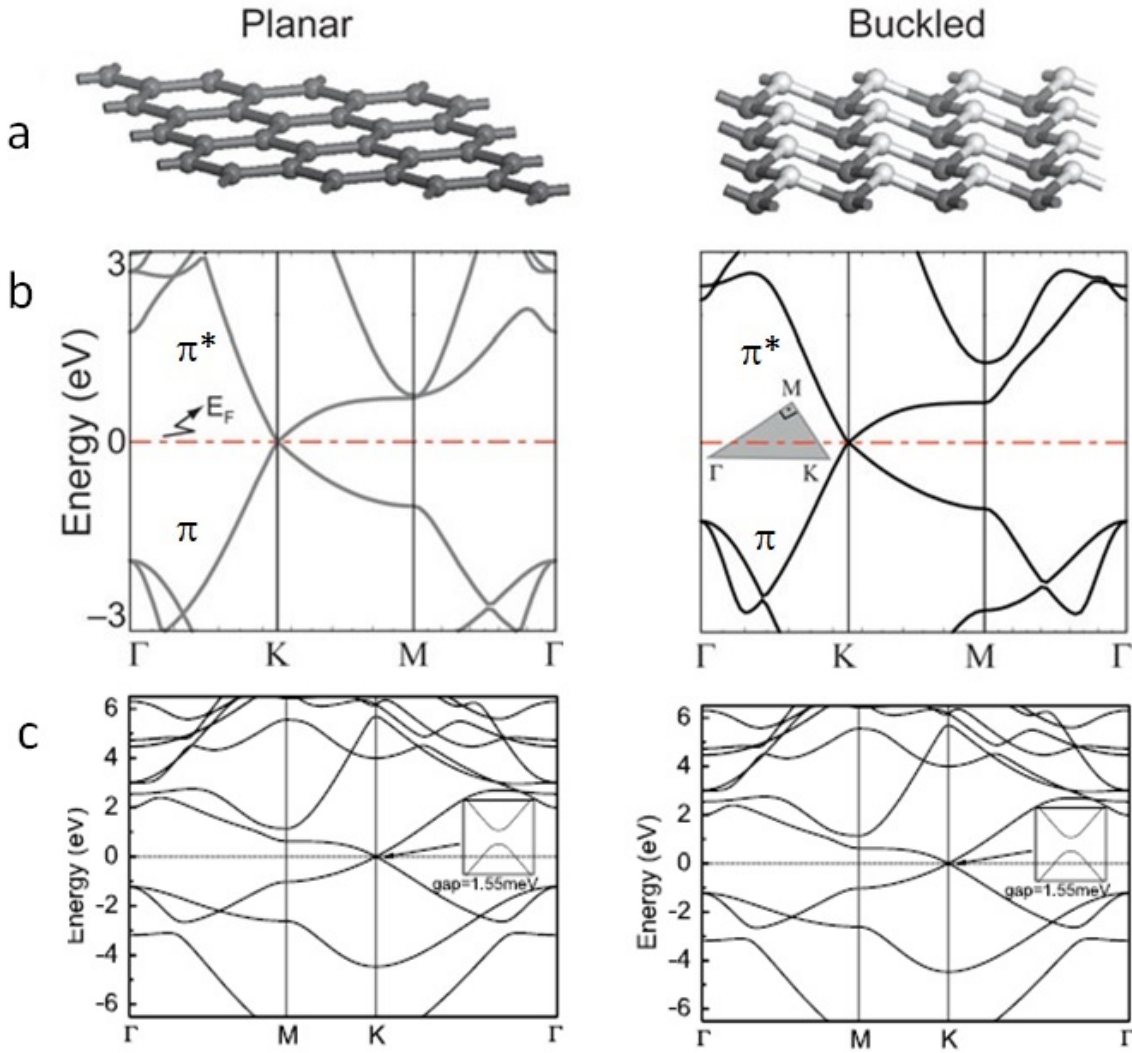 Planar
Buckled
a
b
3
π*
E_F
0
π
–3
Energy (eV)
Γ K M Γ
π*
M
Γ K
π
Γ K M Γ
c
6
4
2
0
-2
-4
-6
Energy (eV)
gap=1.55meV
Γ M K Γ
6
4
2
0
-2
-4
-6
Energy (eV)
gap=1.55meV
Γ M K Γ